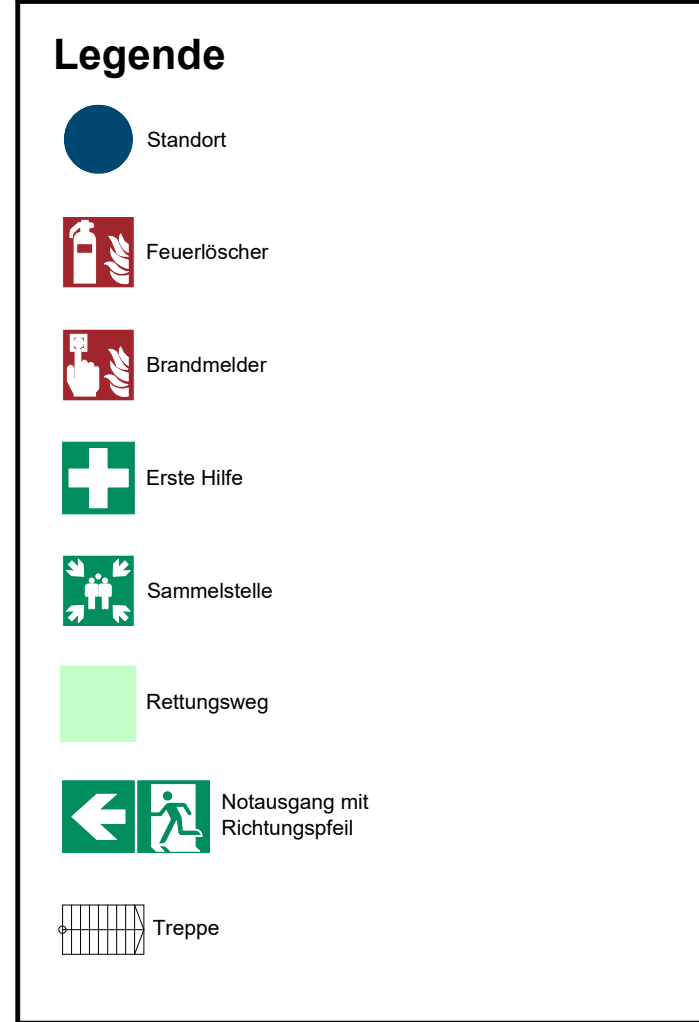 Legende
Standort
Feuerlöscher
Brandmelder
Erste Hilfe
Sammelstelle
Rettungsweg
Notausgang mit
Richtungspfeil
Treppe